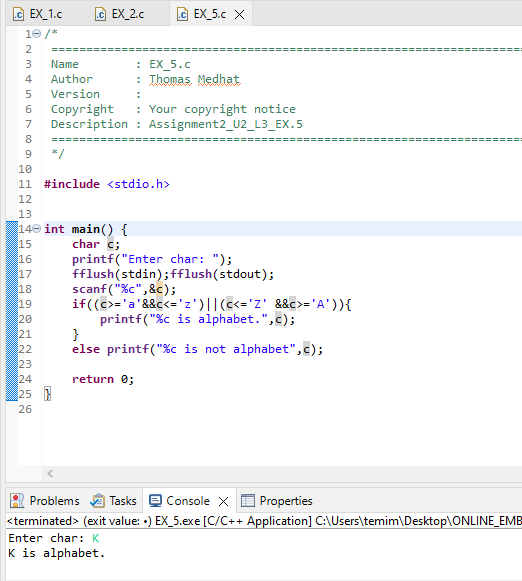 EX_1.c EX_2.c EX_5.c
1 /*
2 ===================================================================
3 Name        : EX_5.c
4 Author      : Thomas Medhat
5 Version     :
6 Copyright   : Your copyright notice
7 Description : Assignment2_U2_L3_EX.5
8 ===================================================================
9 */
10
11 #include <stdio.h>
12
13
14 int main() {
15     char c;
16     printf("Enter char: ");
17     fflush(stdin);fflush(stdout);
18     scanf("%c",&c);
19     if((c>='a'&&c<='z')||(c<='Z' &&c>='A')){
20         printf("%c is alphabet.",c);
21     }
22     else printf("%c is not alphabet",c);
23
24     return 0;
25 }
26
Problems Tasks Console Properties
<terminated> (exit value: •) EX_5.exe [C/C++ Application] C:\Users\temim\Desktop\ONLINE_EMB
Enter char: K
K is alphabet.